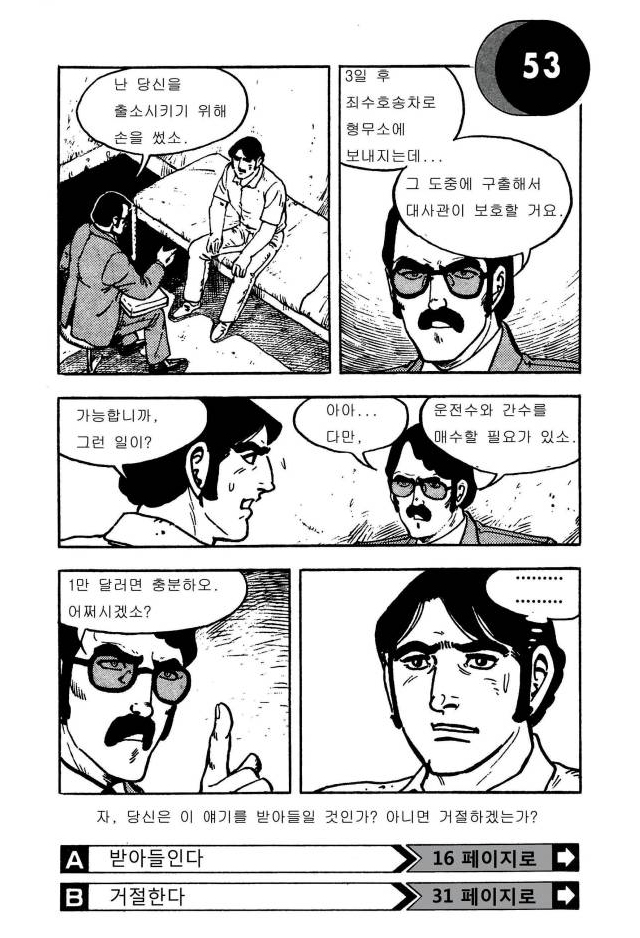 53
난 당신을
출소시키기 위해
손을 썼소.
3일 후
죄수호송차로
형무소에
보내지는데...
그 도중에 구출해서
대사관이 보호할 거요.
가능합니까,
그런 일이?
아아...
다만,
운전수와 간수를
매수할 필요가 있소.
1만 달러면 충분하오.
어쩌시겠소?
·········
·········
자, 당신은 이 얘기를 받아들일 것인가? 아니면 거절하겠는가?
A 받아들인다 16 페이지로
B 거절한다 31 페이지로